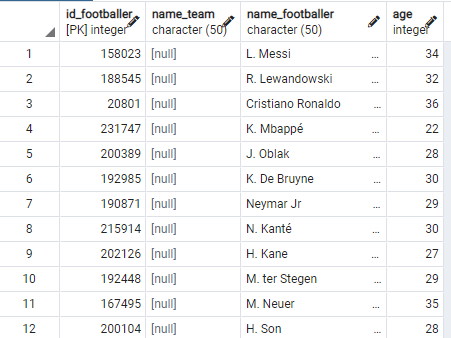 id_footballer name_team name_footballer age
[PK] integer character (50) character (50) integer
1 158023 [null] L. Messi ... 34
2 188545 [null] R. Lewandowski ... 32
3 20801 [null] Cristiano Ronaldo ... 36
4 231747 [null] K. Mbappé ... 22
5 200389 [null] J. Oblak ... 28
6 192985 [null] K. De Bruyne ... 30
7 190871 [null] Neymar Jr ... 29
8 215914 [null] N. Kanté ... 30
9 202126 [null] H. Kane ... 27
10 192448 [null] M. ter Stegen ... 29
11 167495 [null] M. Neuer ... 35
12 200104 [null] H. Son ... 28